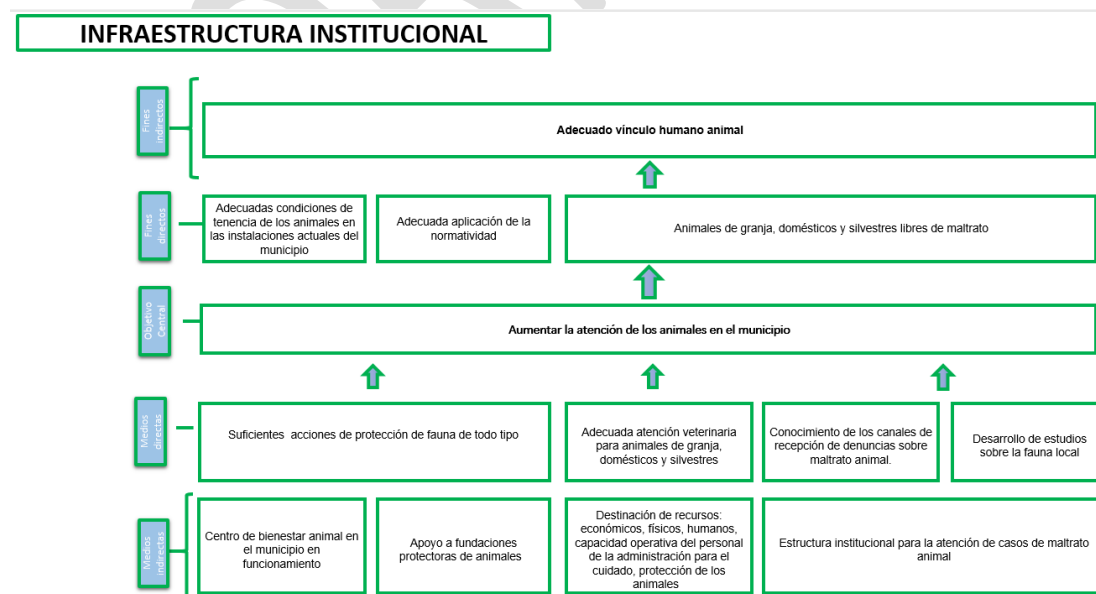 INFRAESTRUCTURA INSTITUCIONAL
Fines
indirectos
Adecuado vínculo humano animal
Fines
directos
Adecuadas condiciones de
tenencia de los animales en
las instalaciones actuales del
municipio
Adecuada aplicación de la
normatividad
Animales de granja, domésticos y silvestres libres de maltrato
Objetivo
Central
Aumentar la atención de los animales en el municipio
Medios
directas
Suficientes acciones de protección de fauna de todo tipo
Adecuada atención veterinaria
para animales de granja,
domésticos y silvestres
Conocimiento de los canales de
recepción de denuncias sobre
maltrato animal.
Desarrollo de estudios
sobre la fauna local
Medios
indirectas
Centro de bienestar animal en
el municipio en
funcionamiento
Apoyo a fundaciones
protectoras de animales
Destinación de recursos:
económicos, físicos, humanos,
capacidad operativa del personal
de la administración para el
cuidado, protección de los
animales
Estructura institucional para la atención de casos de maltrato
animal